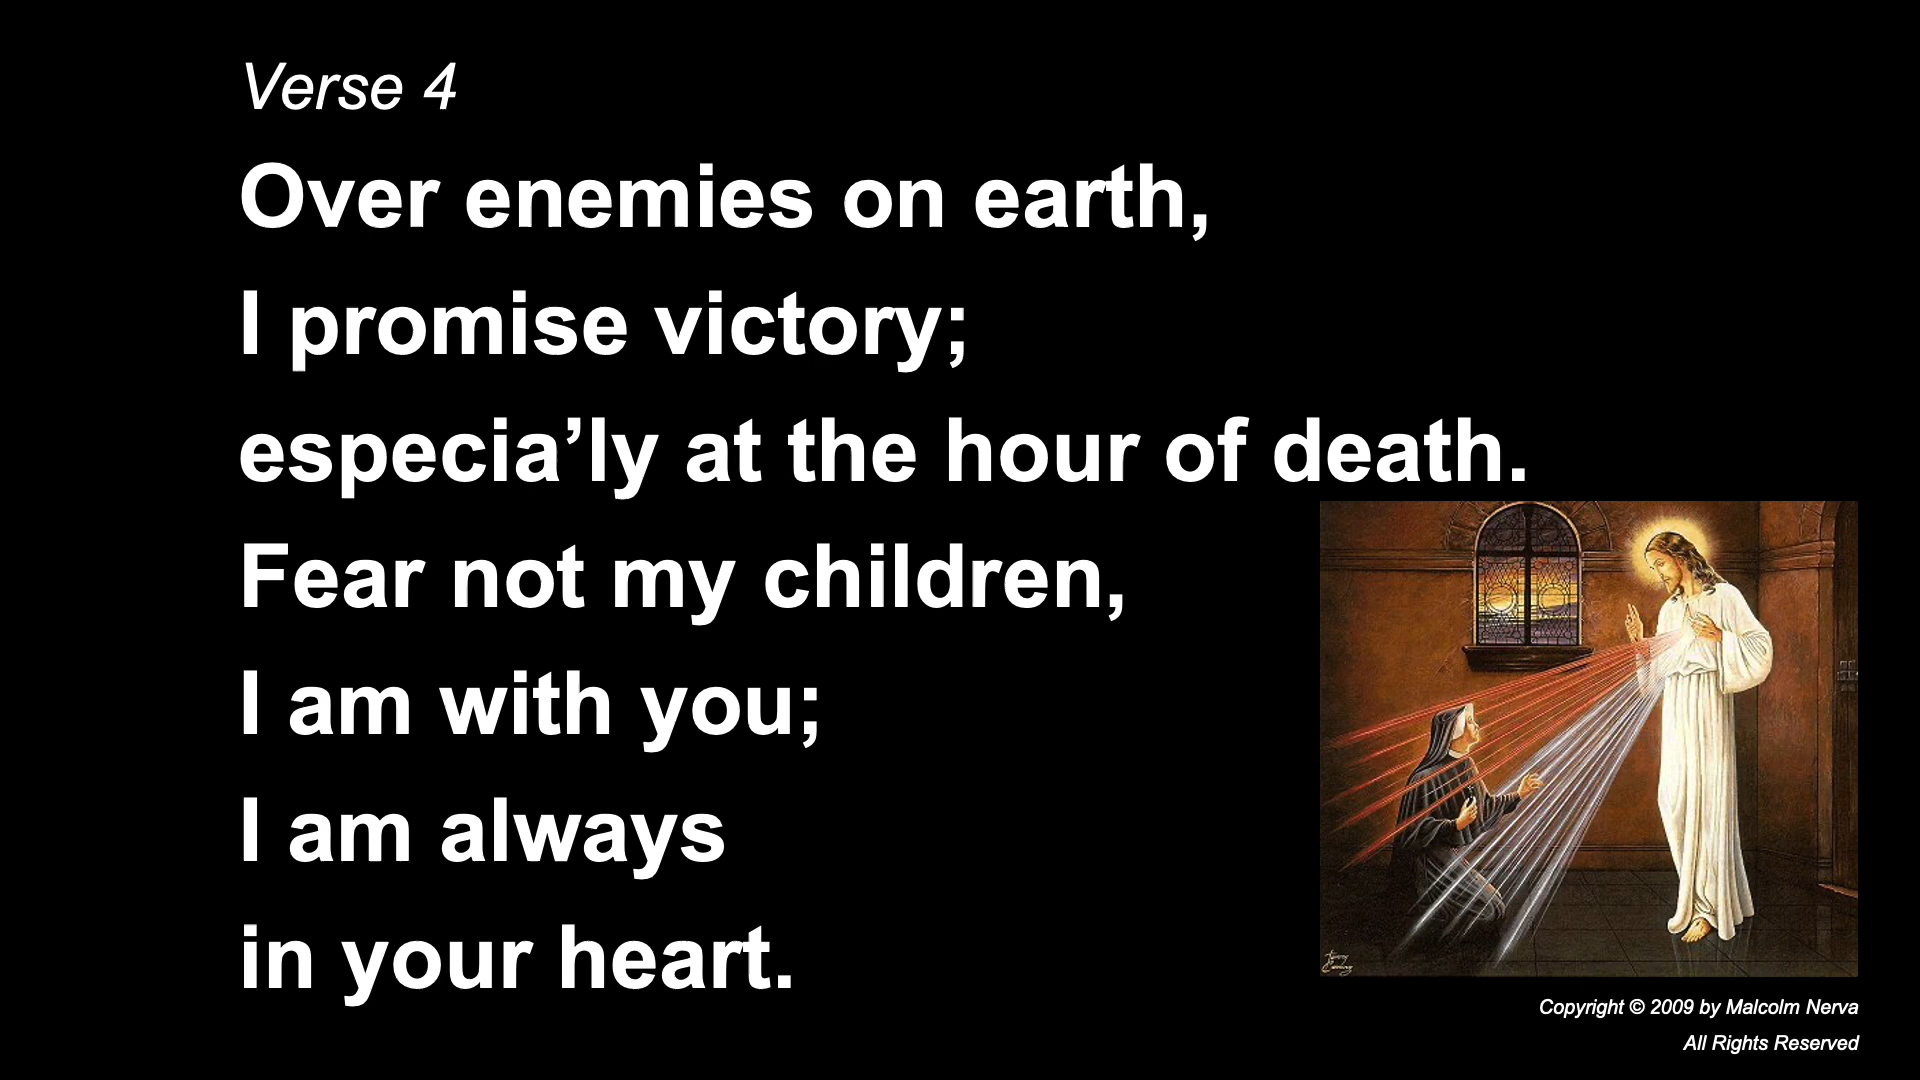 Verse 4
Over enemies on earth,
I promise victory;
especia’ly at the hour of death.
Fear not my children,
I am with you;
I am always
in your heart.
Copyright © 2009 by Malcolm Nerva
All Rights Reserved